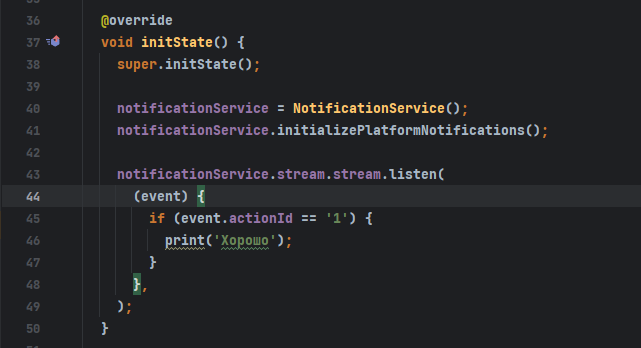 36 @override
37 void initState() {
38 super.initState();
39
40 notificationService = NotificationService();
41 notificationService.initializePlatformNotifications();
42
43 notificationService.stream.stream.listen(
44 (event) {
45 if (event.actionId == '1') {
46 print('Хорошо');
47 }
48 },
49 );
50 }